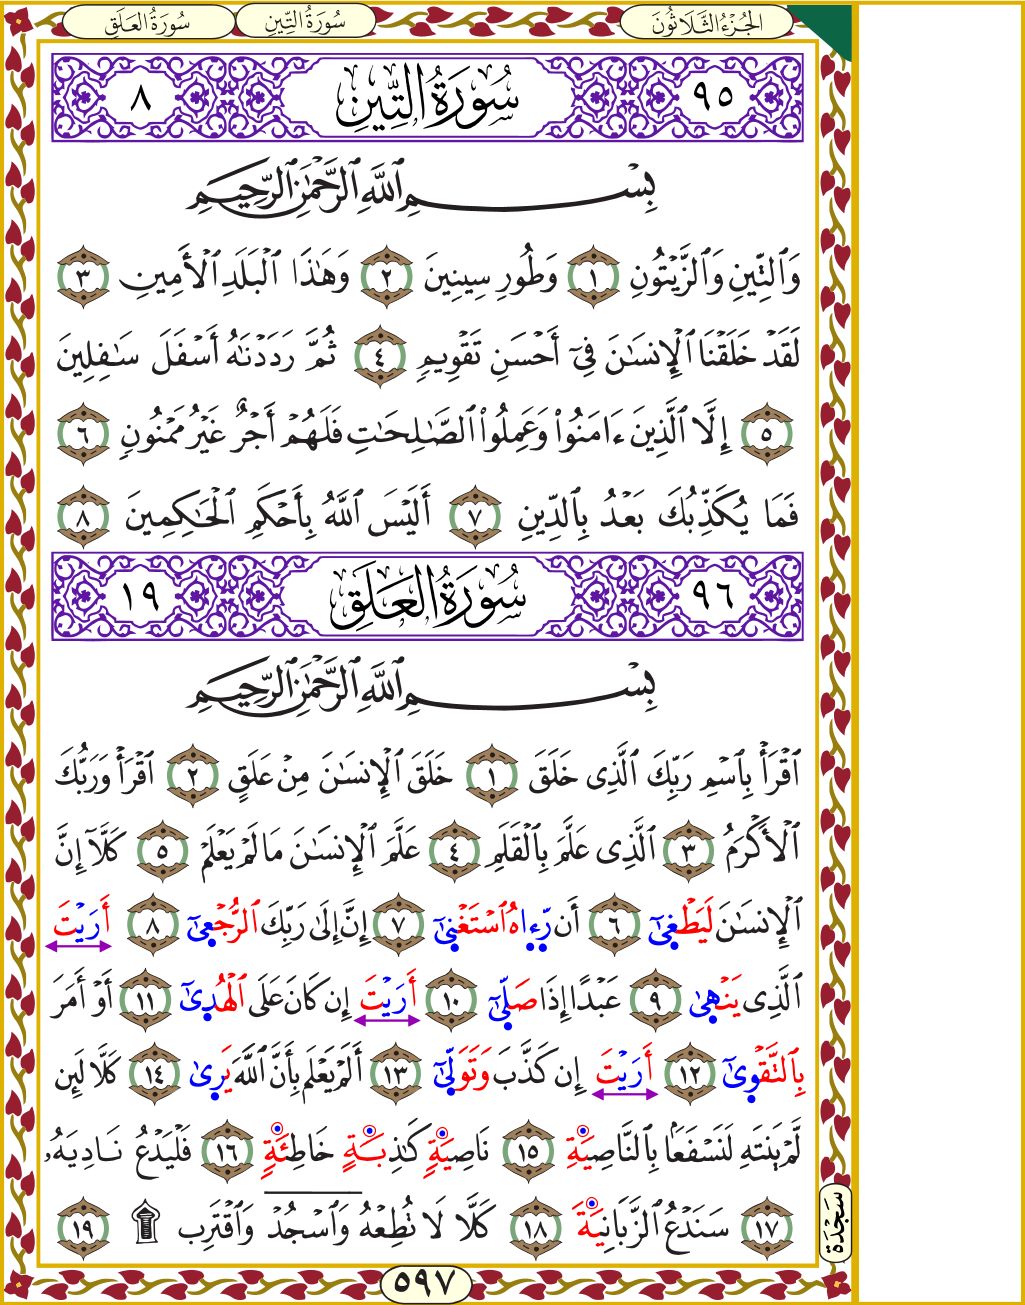 الجُزْءُ الثَّلَاثُونَ سُورَةُ التِّينِ سُورَةُ العَلَقِ
٩٥ سُورَةُ التِّينِ ٨
بِسْمِ ٱللَّهِ ٱلرَّحْمَٰنِ ٱلرَّحِيمِ
وَٱلتِّينِ وَٱلزَّيْتُونِ ١ وَطُورِ سِينِينَ ٢ وَهَٰذَا ٱلْبَلَدِ ٱلْأَمِينِ ٣
لَقَدْ خَلَقْنَا ٱلْإِنسَٰنَ فِىٓ أَحْسَنِ تَقْوِيمٍ ٤ ثُمَّ رَدَدْنَٰهُ أَسْفَلَ سَٰفِلِينَ
٥ إِلَّا ٱلَّذِينَ ءَامَنُوا۟ وَعَمِلُوا۟ ٱلصَّٰلِحَٰتِ فَلَهُمْ أَجْرٌ غَيْرُ مَمْنُونٍ ٦
فَمَا يُكَذِّبُكَ بَعْدُ بِٱلدِّينِ ٧ أَلَيْسَ ٱللَّهُ بِأَحْكَمِ ٱلْحَٰكِمِينَ ٨
٩٦ سُورَةُ العَلَقِ ١٩
بِسْمِ ٱللَّهِ ٱلرَّحْمَٰنِ ٱلرَّحِيمِ
ٱقْرَأْ بِٱسْمِ رَبِّكَ ٱلَّذِى خَلَقَ ١ خَلَقَ ٱلْإِنسَٰنَ مِنْ عَلَقٍ ٢ ٱقْرَأْ وَرَبُّكَ
ٱلْأَكْرَمُ ٣ ٱلَّذِى عَلَّمَ بِٱلْقَلَمِ ٤ عَلَّمَ ٱلْإِنسَٰنَ مَا لَمْ يَعْلَمْ ٥ كَلَّآ إِنَّ
ٱلْإِنسَٰنَ لَيَطْغِىٰٓ ٦ أَن رِّءِاهُ ٱسْتَغْنِىٰٓ ٧ إِنَّ إِلَىٰ رَبِّكَ ٱلرُّجْعِىٰٓ ٨ أَرَيْتَ
ٱلَّذِى يَنْهِىٰ ٩ عَبْدًا إِذَا صَلِّىٰٓ ١٠ أَرَيْتَ إِن كَانَ عَلَى ٱلْهُدِىٰٓ ١١ أَوْ أَمَرَ
بِٱلتَّقْوِىٰٓ ١٢ أَرَيْتَ إِن كَذَّبَ وَتَوَلِّىٰٓ ١٣ أَلَمْ يَعْلَم بِأَنَّ ٱللَّهَ يَرِىٰ ١٤ كَلَّا لَئِن
لَّمْ يَنتَهِ لَنَسْفَعًۢا بِٱلنَّاصِيَةِ ١٥ نَاصِيَةٍ كَٰذِبَةٍ خَاطِئَةٍ ١٦ فَلْيَدْعُ نَادِيَهُۥ
١٧ سَنَدْعُ ٱلزَّبَانِيَةَ ١٨ كَلَّا لَا تُطِعْهُ وَٱسْجُدْ وَٱقْتَرِب ۩ ١٩
سَجْدَة
٥٩٧